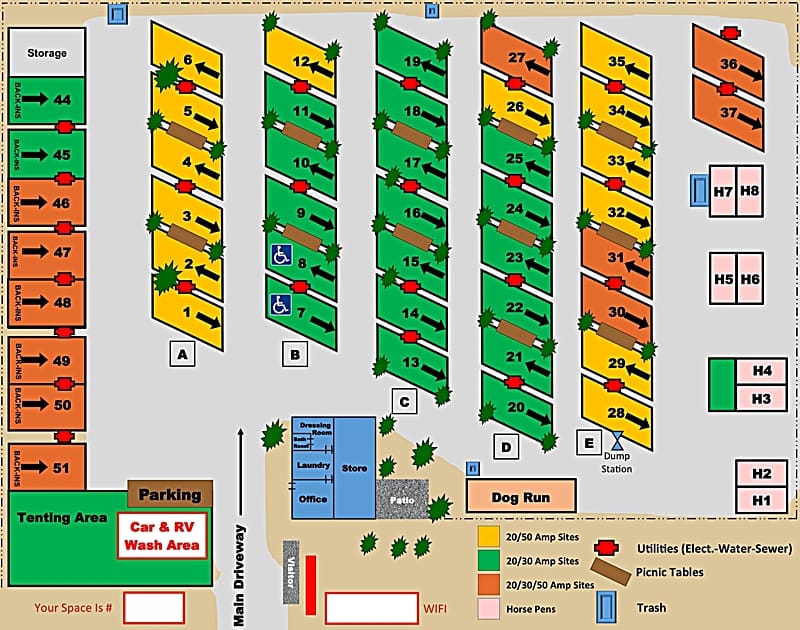 Storage
BACK-INS
44
BACK-INS
45
BACK-INS
46
BACK-INS
47
BACK-INS
48
BACK-INS
49
BACK-INS
50
BACK-INS
51
6
5
4
3
2
1
A
12
11
10
9
8
7
B
19
18
17
16
15
14
13
C
27
26
25
24
23
22
21
20
D
35
34
33
32
31
30
29
28
E
Dump
Station
36
37
H7
H8
H5
H6
H4
H3
H2
H1
Dressing
Room
Bath
Room
Laundry
Office
Store
Patio
Dog Run
Parking
Tenting Area
Car & RV
Wash Area
Main Driveway
Visitor
Your Space Is #
WIFI
20/50 Amp Sites
20/30 Amp Sites
20/30/50 Amp Sites
Horse Pens
Utilities (Elect.-Water-Sewer)
Picnic Tables
Trash